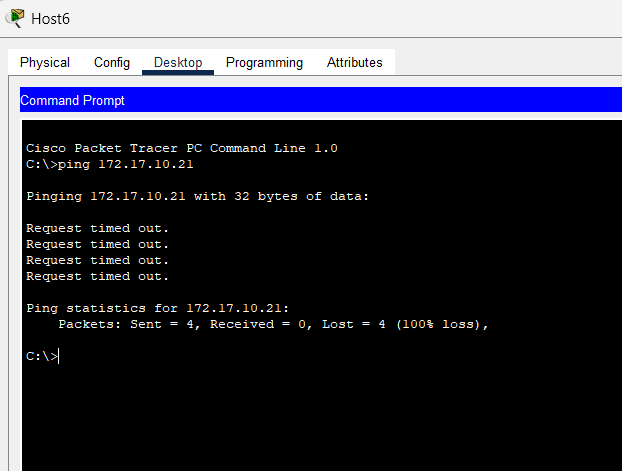 Host6
Physical Config Desktop Programming Attributes
Command Prompt
Cisco Packet Tracer PC Command Line 1.0
C:\>ping 172.17.10.21
Pinging 172.17.10.21 with 32 bytes of data:
Request timed out.
Request timed out.
Request timed out.
Request timed out.
Ping statistics for 172.17.10.21:
    Packets: Sent = 4, Received = 0, Lost = 4 (100% loss),
C:\>